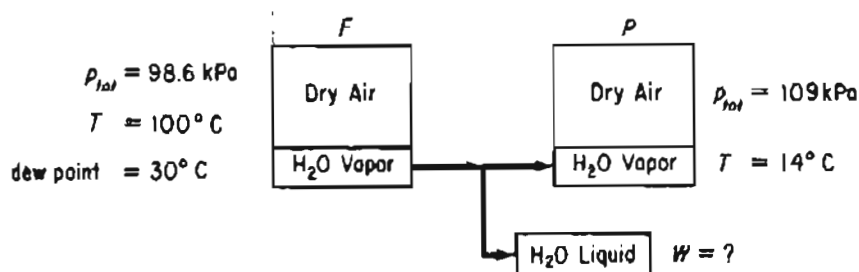 F
P
p_tot = 98.6 kPa
T = 100° C
dew point = 30° C
Dry Air
H₂O Vapor
Dry Air
H₂O Vapor
p_tot = 109 kPa
T = 14° C
H₂O Liquid
W = ?